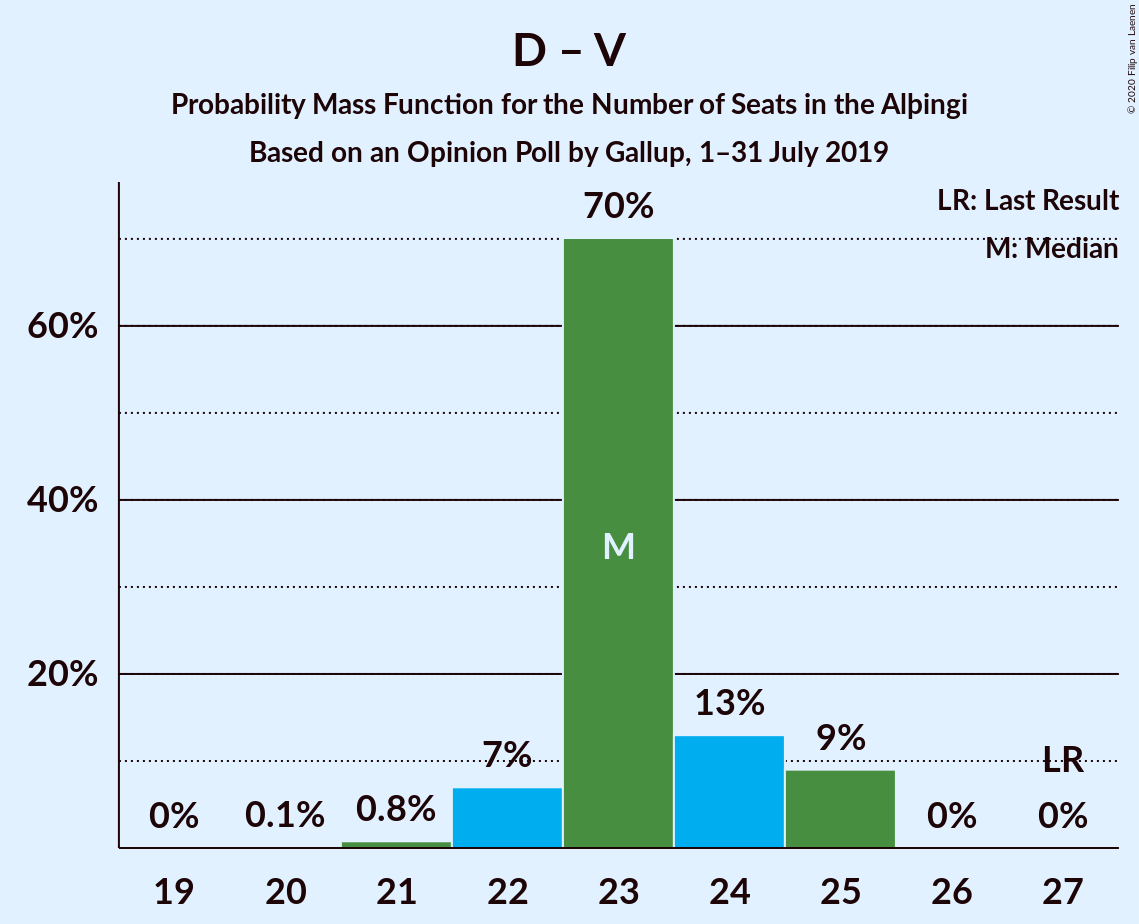 D – V
Probability Mass Function for the Number of Seats in the Alþingi
Based on an Opinion Poll by Gallup, 1–31 July 2019
© 2020 Filip van Laenen
LR: Last Result
M: Median
60%
40%
20%
0%
0.1%
0.8%
7%
70%
M
13%
9%
0%
LR
0%
19 20 21 22 23 24 25 26 27